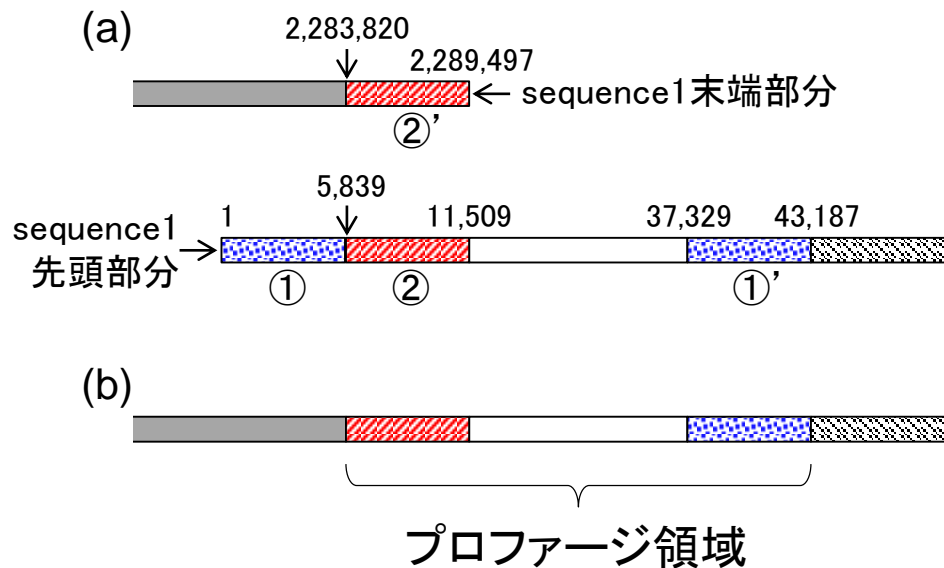 (a)
2,283,820
2,289,497
sequence1末端部分
②’
5,839
1
11,509
37,329
43,187
sequence1
先頭部分
①
②
①’
(b)
プロファージ領域